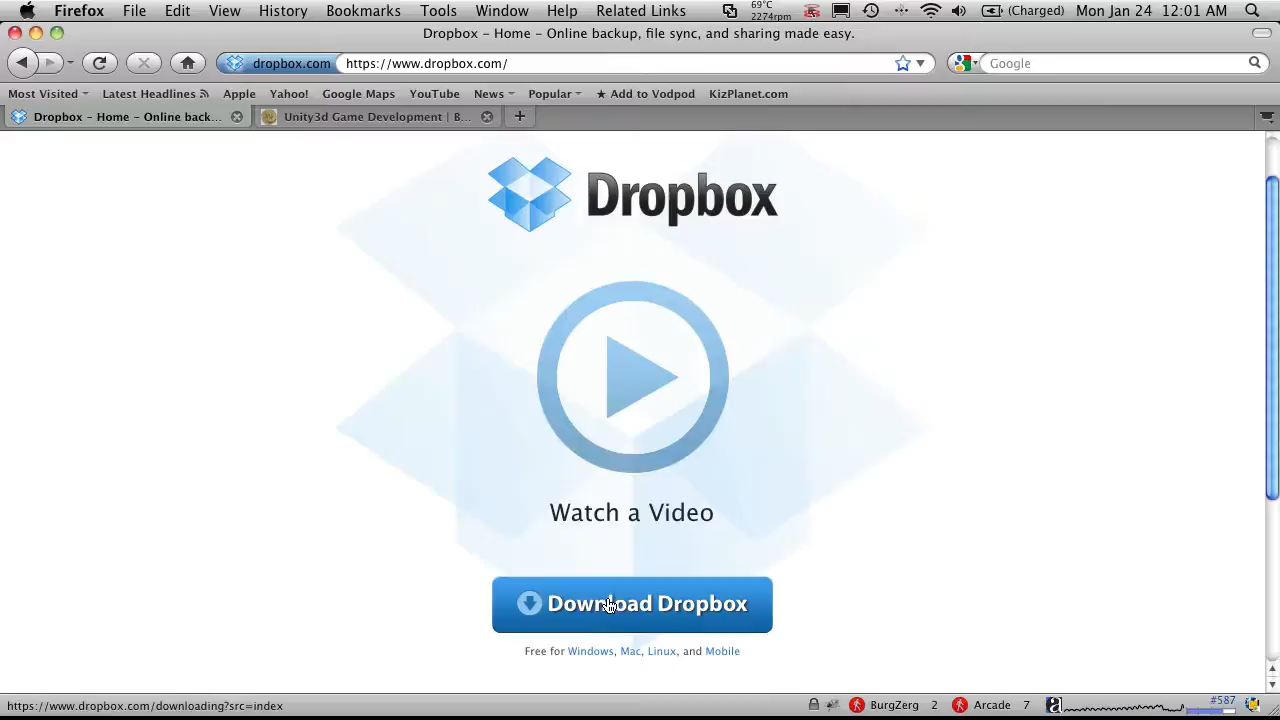 Firefox File Edit View History Bookmarks Tools Window Help Related Links 69°C 2274rpm (Charged) Mon Jan 24 12:01 AM
Dropbox – Home – Online backup, file sync, and sharing made easy.
dropbox.com https://www.dropbox.com/ Google
Most Visited Latest Headlines Apple Yahoo! Google Maps YouTube News Popular ★ Add to Vodpod KizPlanet.com
Dropbox – Home – Online back... Unity3d Game Development | B...
Dropbox
Watch a Video
Download Dropbox
Free for Windows, Mac, Linux, and Mobile
https://www.dropbox.com/downloading?src=index BurgZerg 2 Arcade 7 a #587